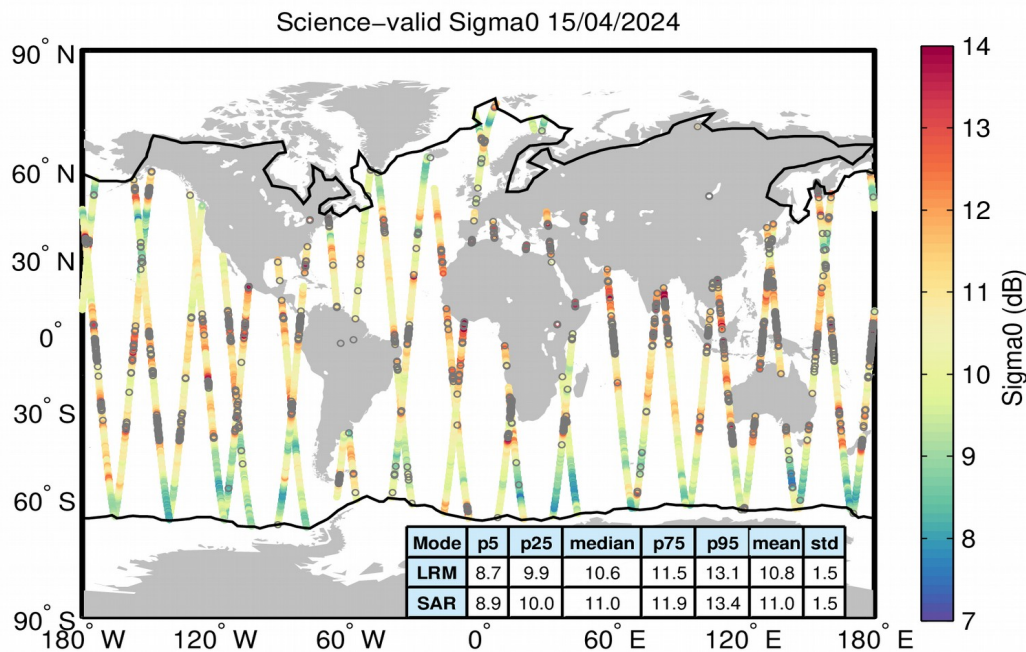 Science−valid Sigma0 15/04/2024
90° N
60° N
30° N
0°
30° S
60° S
90° S
180° W
120° W
60° W
0°
60° E
120° E
180° E
Mode p5 p25 median p75 p95 mean std
LRM 8.7 9.9 10.6 11.5 13.1 10.8 1.5
SAR 8.9 10.0 11.0 11.9 13.4 11.0 1.5
14
13
12
11
10
9
8
7
Sigma0 (dB)